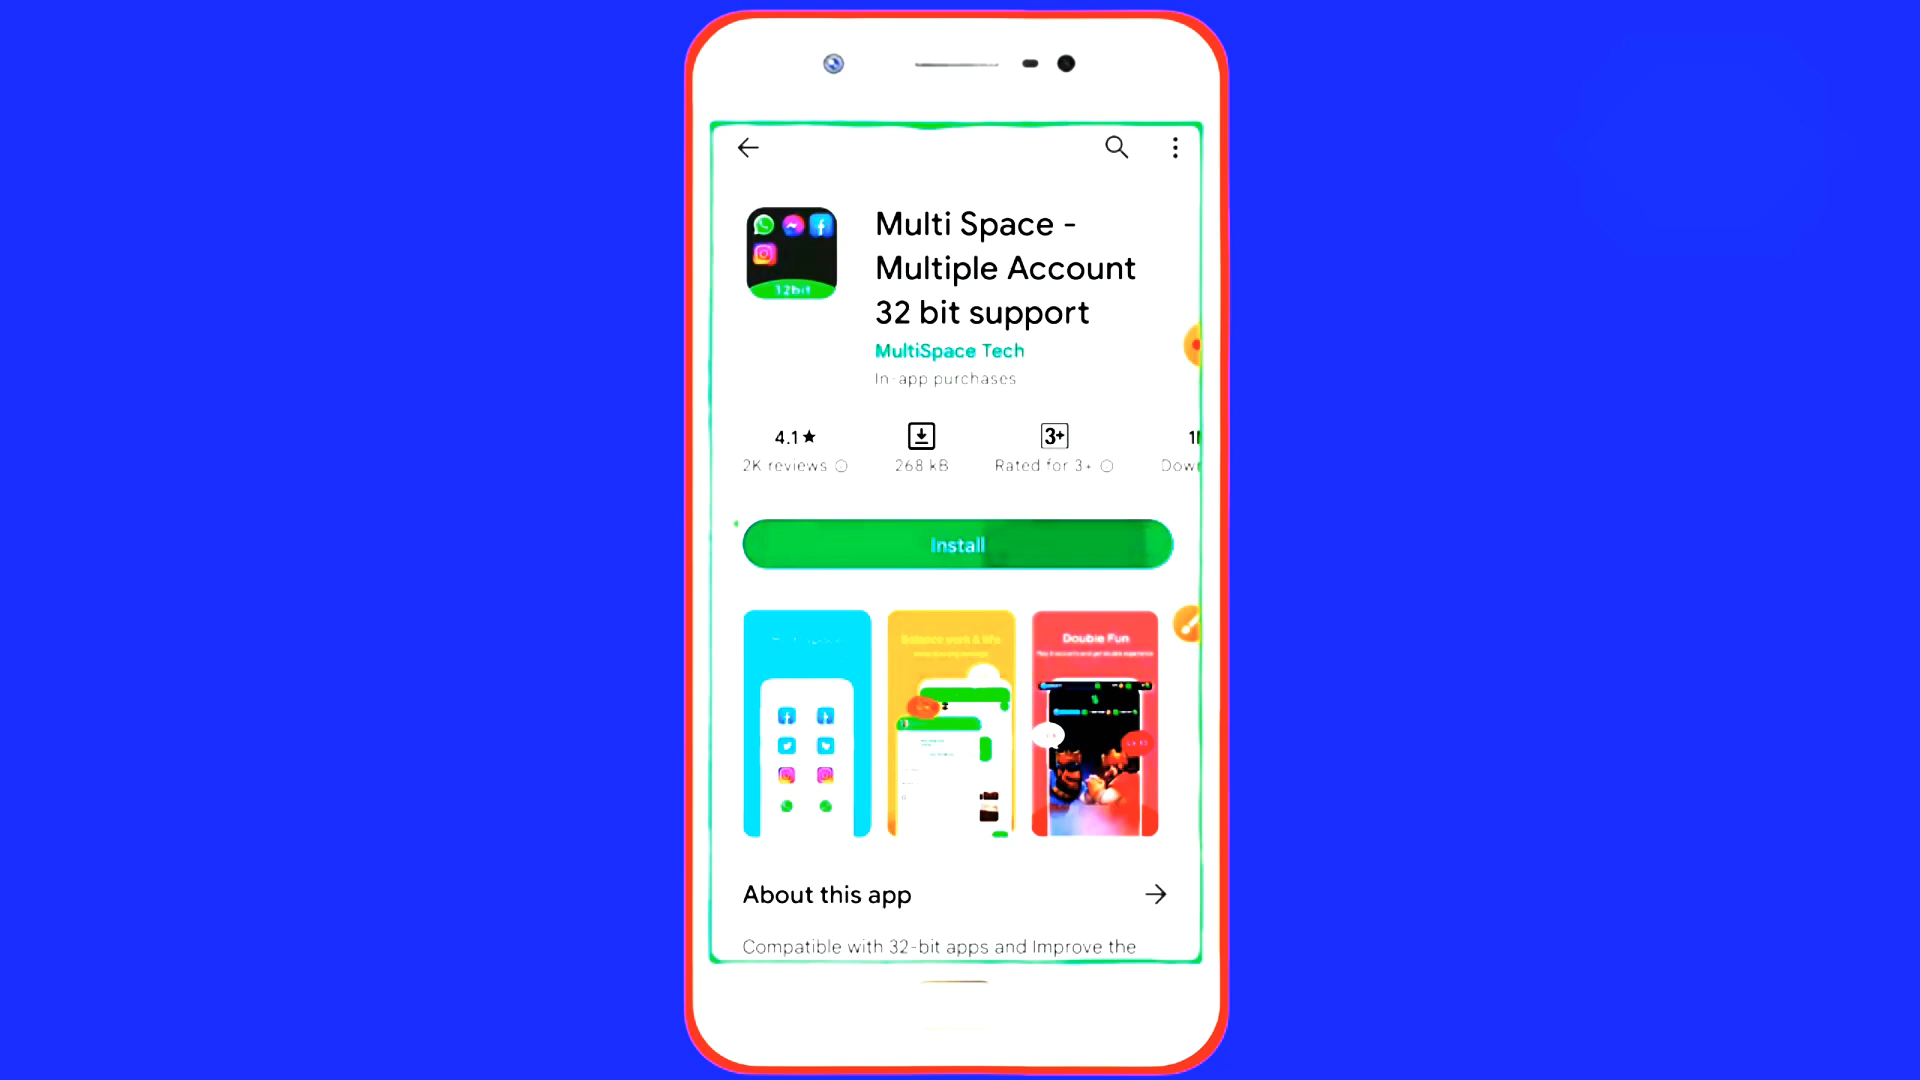 Multi Space -
Multiple Account
32 bit support
MultiSpace Tech
In-app purchases
4.1★
2K reviews
268 kB
3+
Rated for 3+
Install
Double Fun
About this app
Compatible with 32-bit apps and Improve the